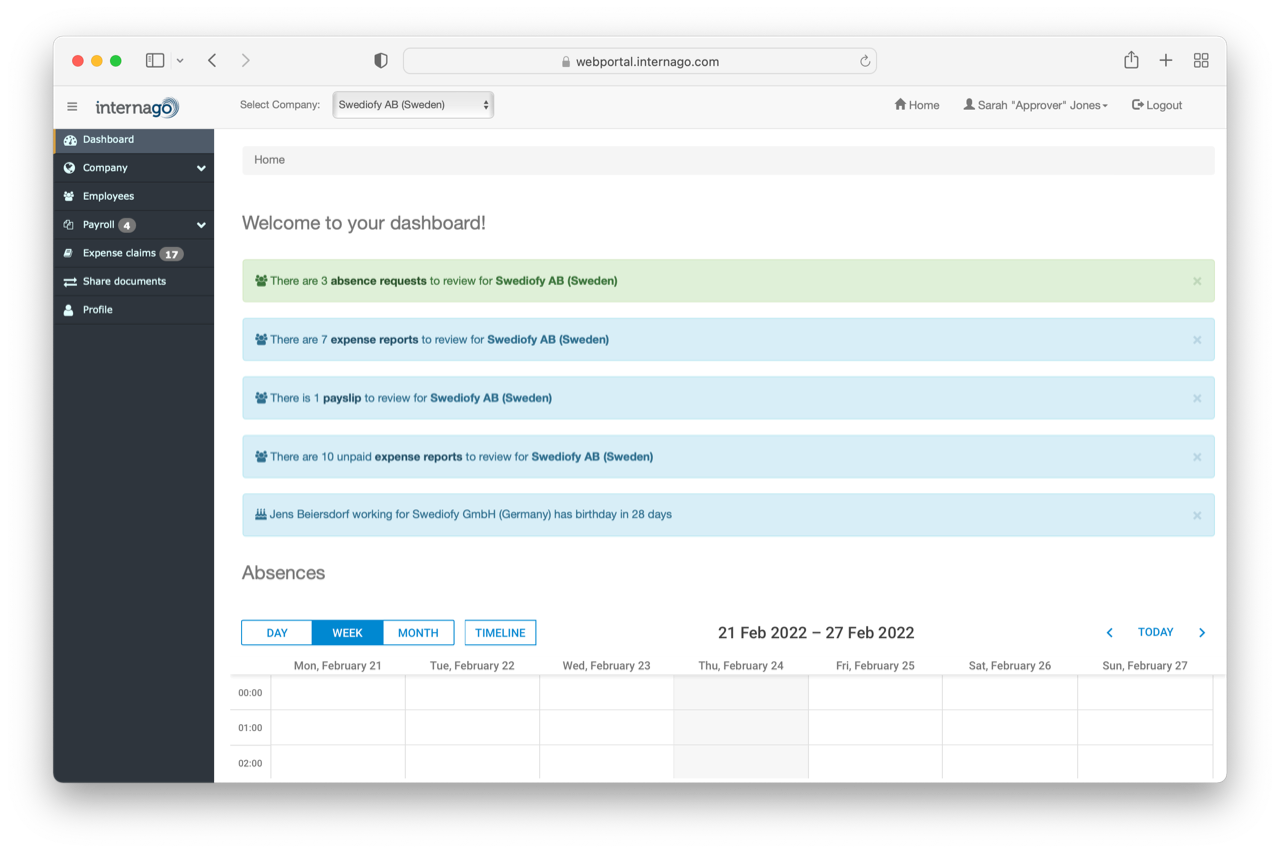 webportal.internago.com
internago
Select Company: Swediofy AB (Sweden)
Home Sarah "Approver" Jones Logout
Dashboard
Company
Employees
Payroll 4
Expense claims 17
Share documents
Profile
Home
Welcome to your dashboard!
There are 3 absence requests to review for Swediofy AB (Sweden) ×
There are 7 expense reports to review for Swediofy AB (Sweden) ×
There is 1 payslip to review for Swediofy AB (Sweden) ×
There are 10 unpaid expense reports to review for Swediofy AB (Sweden) ×
Jens Beiersdorf working for Swediofy GmbH (Germany) has birthday in 28 days ×
Absences
DAY WEEK MONTH TIMELINE 21 Feb 2022 – 27 Feb 2022 TODAY
Mon, February 21 Tue, February 22 Wed, February 23 Thu, February 24 Fri, February 25 Sat, February 26 Sun, February 27
00:00
01:00
02:00